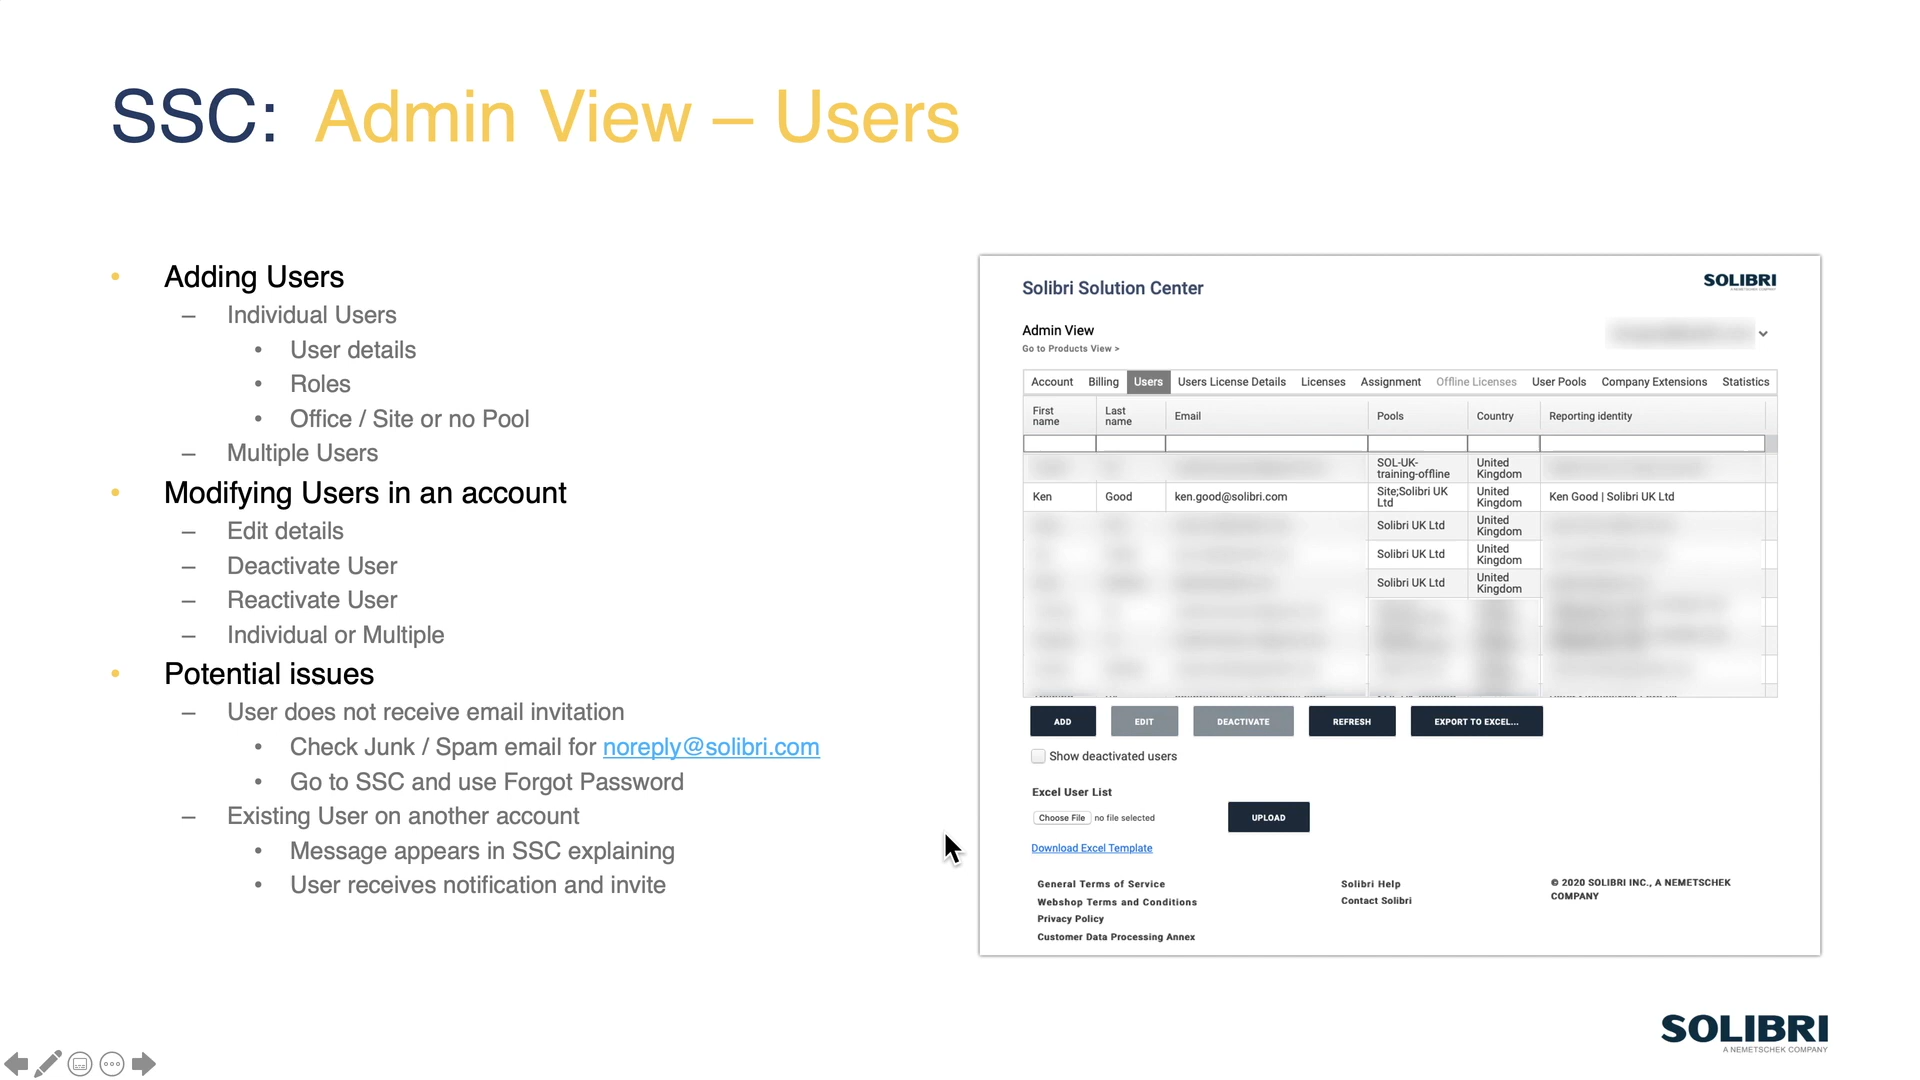 SSC: Admin View – Users
• Adding Users
– Individual Users
• User details
• Roles
• Office / Site or no Pool
– Multiple Users
• Modifying Users in an account
– Edit details
– Deactivate User
– Reactivate User
– Individual or Multiple
• Potential issues
– User does not receive email invitation
• Check Junk / Spam email for noreply@solibri.com
• Go to SSC and use Forgot Password
– Existing User on another account
• Message appears in SSC explaining
• User receives notification and invite
Solibri Solution Center
SOLIBRI
Admin View
Go to Products View >
Account Billing Users Users License Details Licenses Assignment Offline Licenses User Pools Company Extensions Statistics
First name Last name Email Pools Country Reporting identity
SOL-UK-training-offline United Kingdom
Ken Good ken.good@solibri.com Site;Solibri UK Ltd United Kingdom Ken Good | Solibri UK Ltd
Solibri UK Ltd United Kingdom
Solibri UK Ltd United Kingdom
Solibri UK Ltd United Kingdom
ADD EDIT DEACTIVATE REFRESH EXPORT TO EXCEL...
Show deactivated users
Excel User List
Choose File no file selected UPLOAD
Download Excel Template
General Terms of Service
Webshop Terms and Conditions
Privacy Policy
Customer Data Processing Annex
Solibri Help
Contact Solibri
© 2020 SOLIBRI INC., A NEMETSCHEK
COMPANY
SOLIBRI
A NEMETSCHEK COMPANY